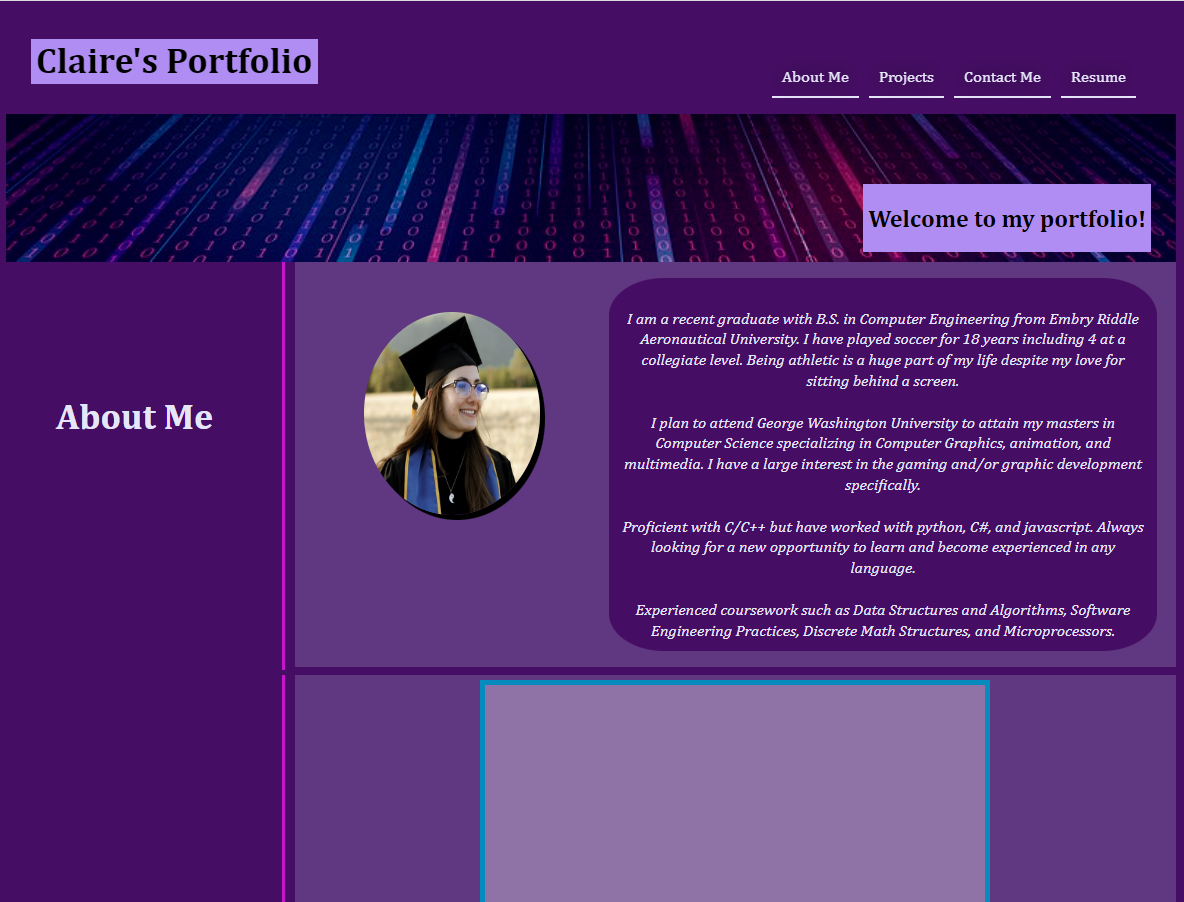 Claire's Portfolio
About Me
Projects
Contact Me
Resume
Welcome to my portfolio!
About Me
I am a recent graduate with B.S. in Computer Engineering from Embry Riddle
Aeronautical University. I have played soccer for 18 years including 4 at a
collegiate level. Being athletic is a huge part of my life despite my love for
sitting behind a screen.
I plan to attend George Washington University to attain my masters in
Computer Science specializing in Computer Graphics, animation, and
multimedia. I have a large interest in the gaming and/or graphic development
specifically.
Proficient with C/C++ but have worked with python, C#, and javascript. Always
looking for a new opportunity to learn and become experienced in any
language.
Experienced coursework such as Data Structures and Algorithms, Software
Engineering Practices, Discrete Math Structures, and Microprocessors.